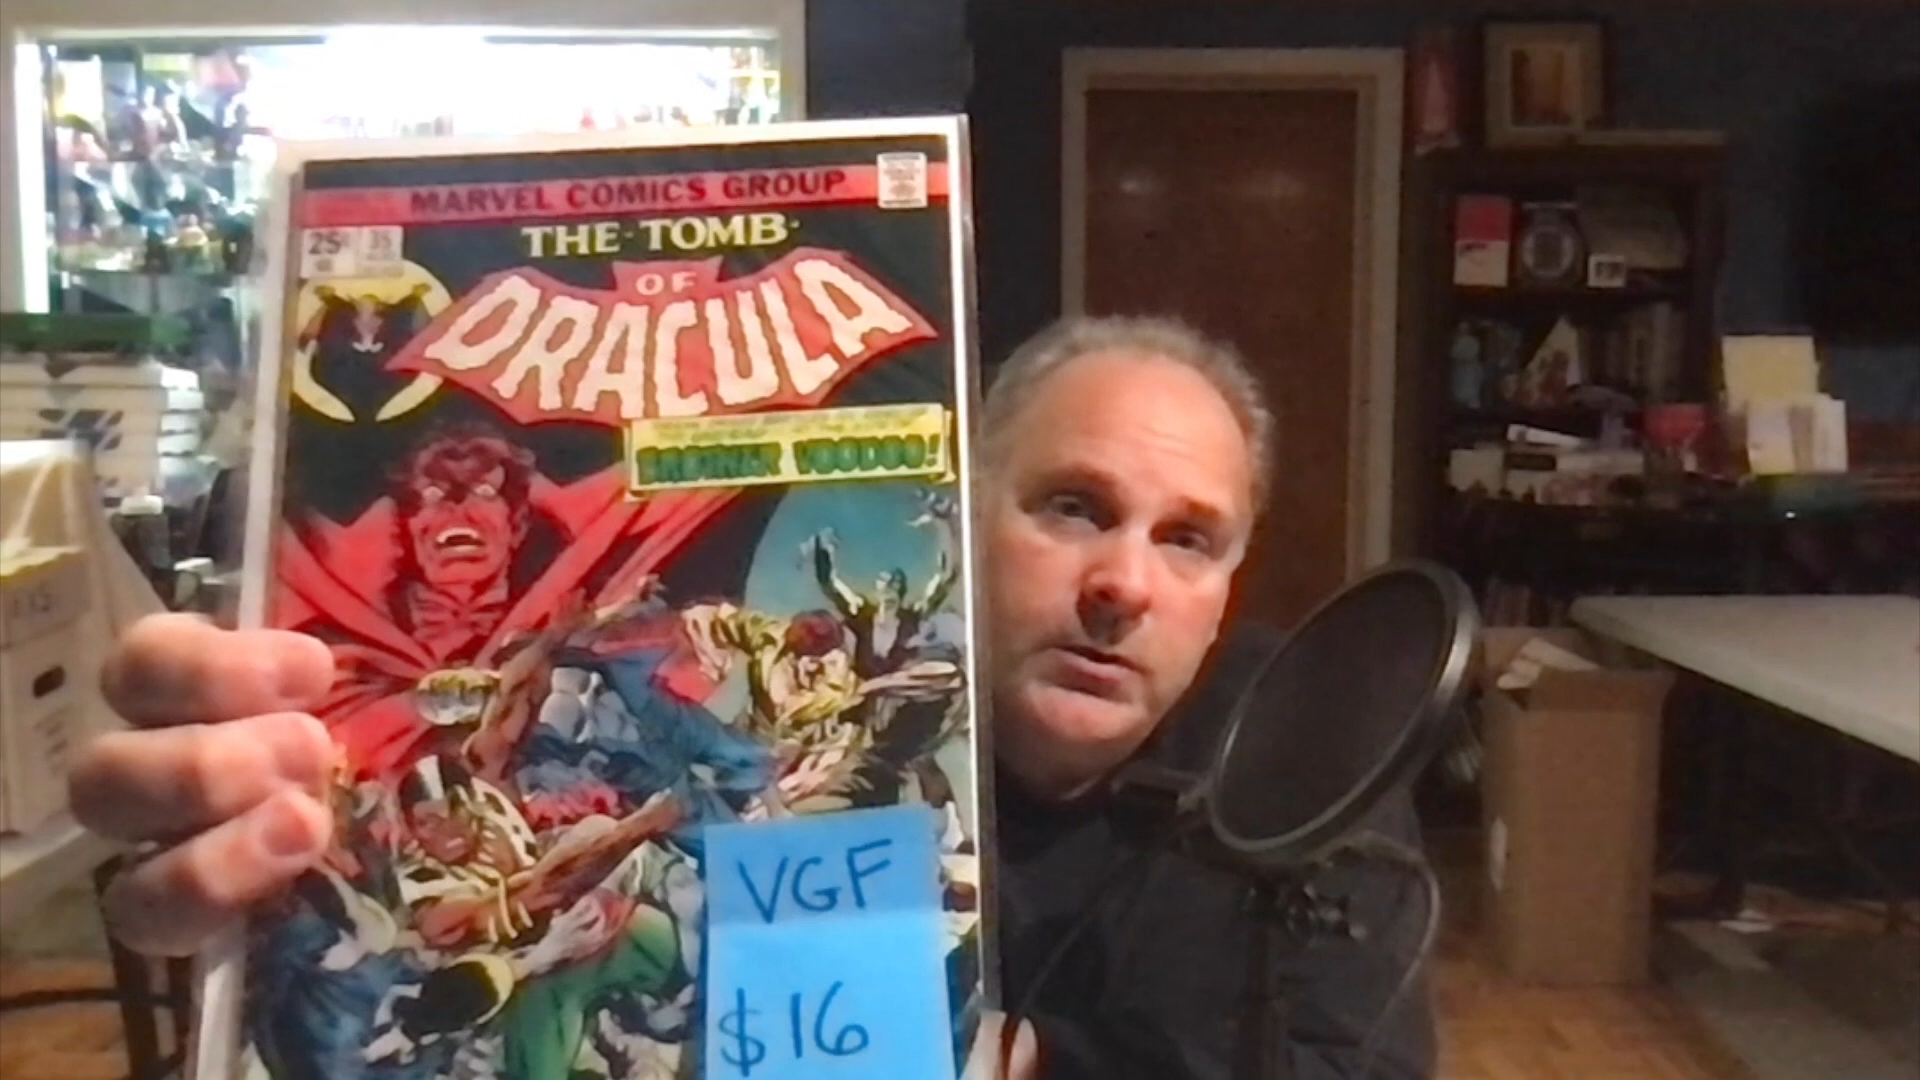 MARVEL COMICS GROUP
25¢ 35
THE TOMB
OF
DRACULA
BROTHER VOODOO!
VGF
$16